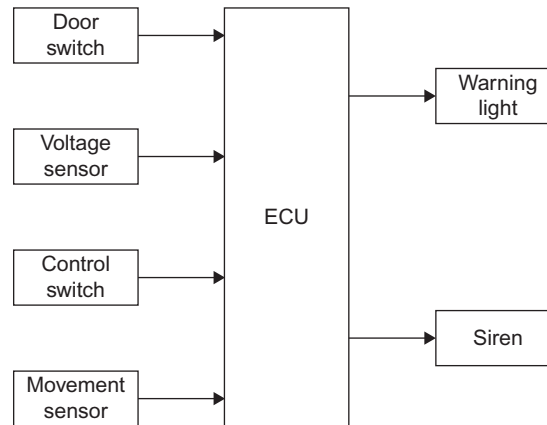 Door
switch
Voltage
sensor
Control
switch
Movement
sensor
ECU
Warning
light
Siren